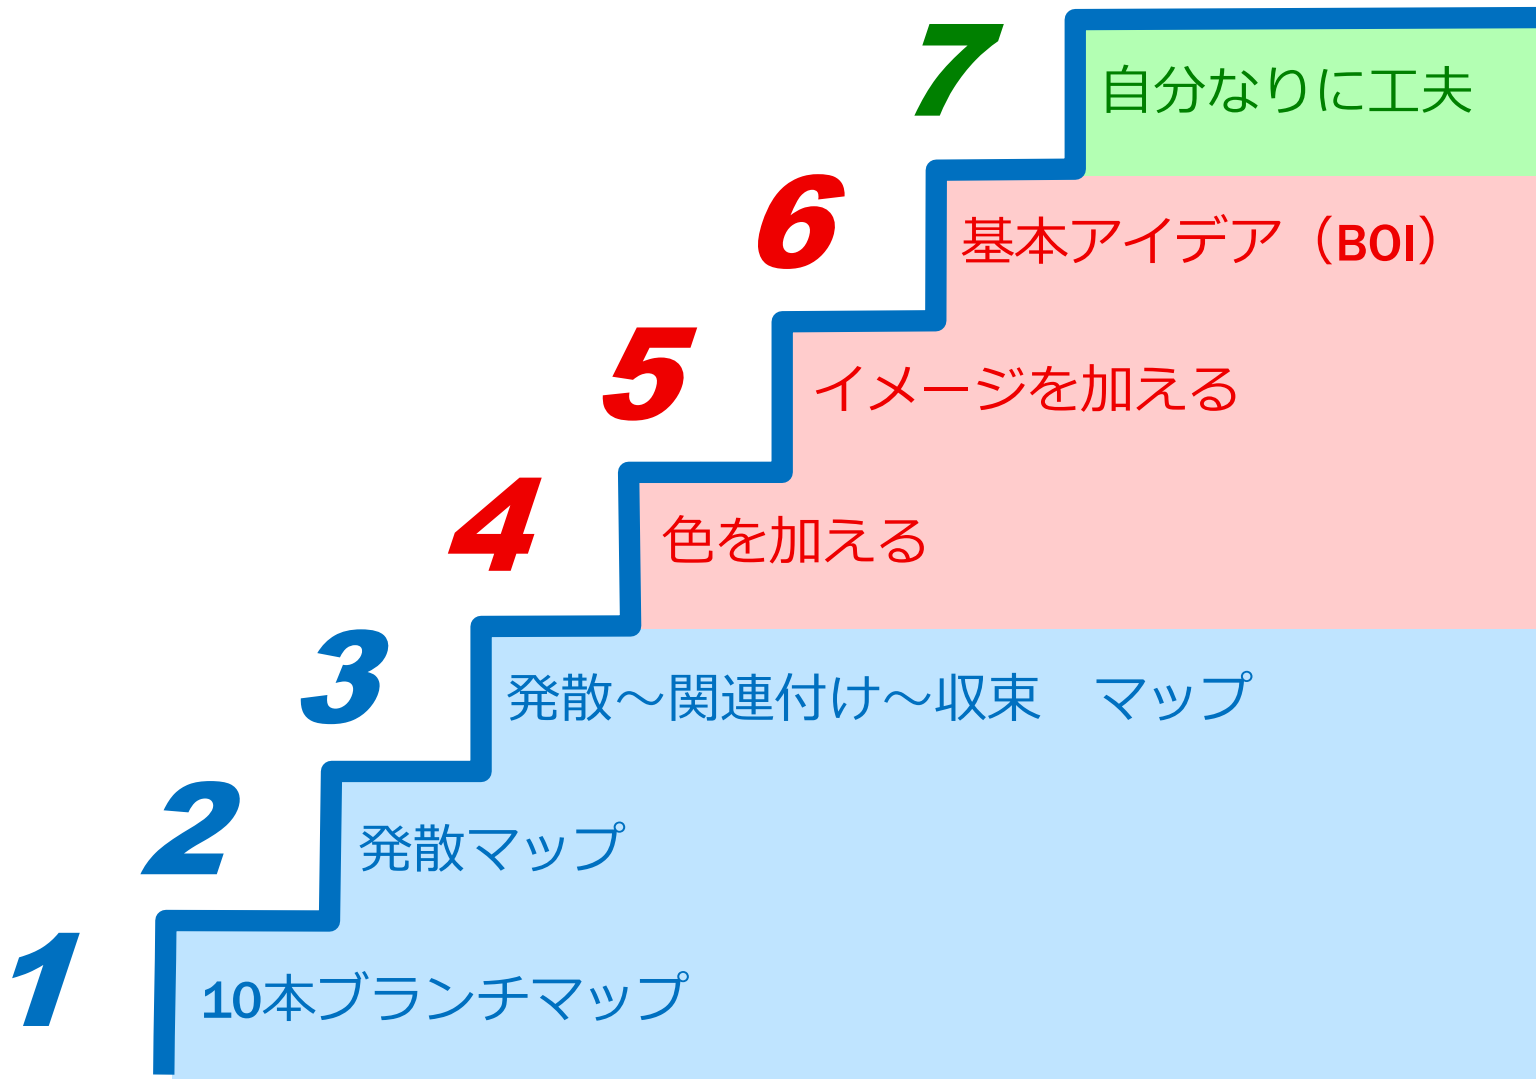 7
自分なりに工夫
6
基本アイデア（BOI）
5
イメージを加える
4
色を加える
3
発散～関連付け～収束　マップ
2
発散マップ
1
10本ブランチマップ